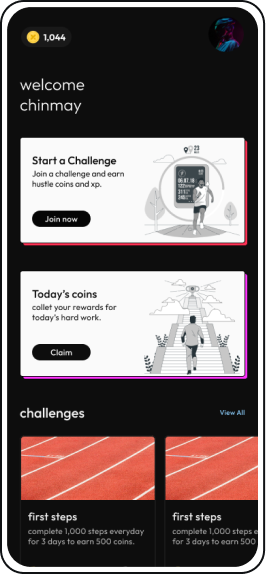 1,044
welcome
chinmay
Start a Challenge
Join a challenge and earn
hustle coins and xp.
Join now
Today's coins
collet your rewards for
today's hard work.
Claim
challenges
View All
first steps
complete 1,000 steps everyday
for 3 days to earn 500 coins.
first steps
complete 1,000 steps e
for 3 days to earn 500